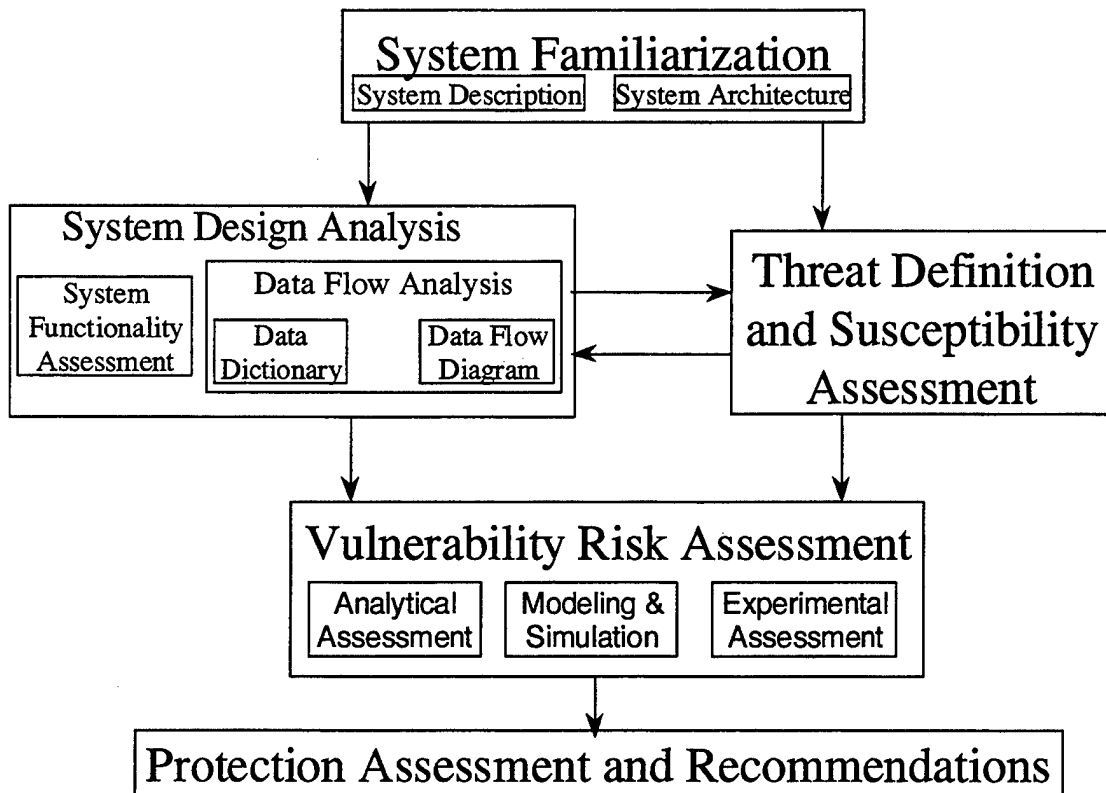 System Familiarization
System Description
System Architecture
System Design Analysis
System
Functionality
Assessment
Data Flow Analysis
Data
Dictionary
Data Flow
Diagram
Threat Definition
and Susceptibility
Assessment
Vulnerability Risk Assessment
Analytical
Assessment
Modeling &
Simulation
Experimental
Assessment
Protection Assessment and Recommendations